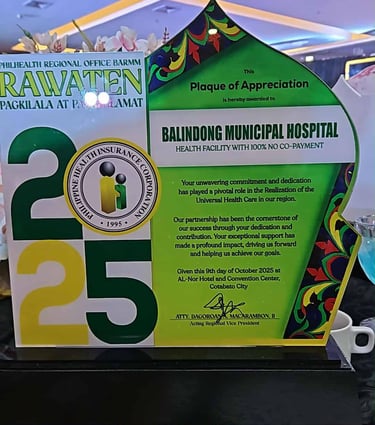 PHILHEALTH REGIONAL OFFICE BARMM
RAWATEN
PAGKILALA AT
2025
PHILIPPINE HEALTH INSURANCE CORPORATION
• 1995 •
This
Plaque of Appreciation
is hereby awarded to
BALINDONG MUNICIPAL HOSPITAL
HEALTH FACILITY WITH 100% NO CO-PAYMENT
Your unwavering commitment and dedication
has played a pivotal role in the Realization of the
Universal Health Care in our region.
Our partnership has been the cornerstone of
our success through your dedication and
contribution. Your exceptional support has
made a profound impact, driving us forward
and helping us achieve our goals.
Given this 9th day of October 2025 at
AL-Nor Hotel and Convention Center,
Cotabato City
ATTY. DAGOROAN A. MACARAMBON, II
Acting Regional Vice President